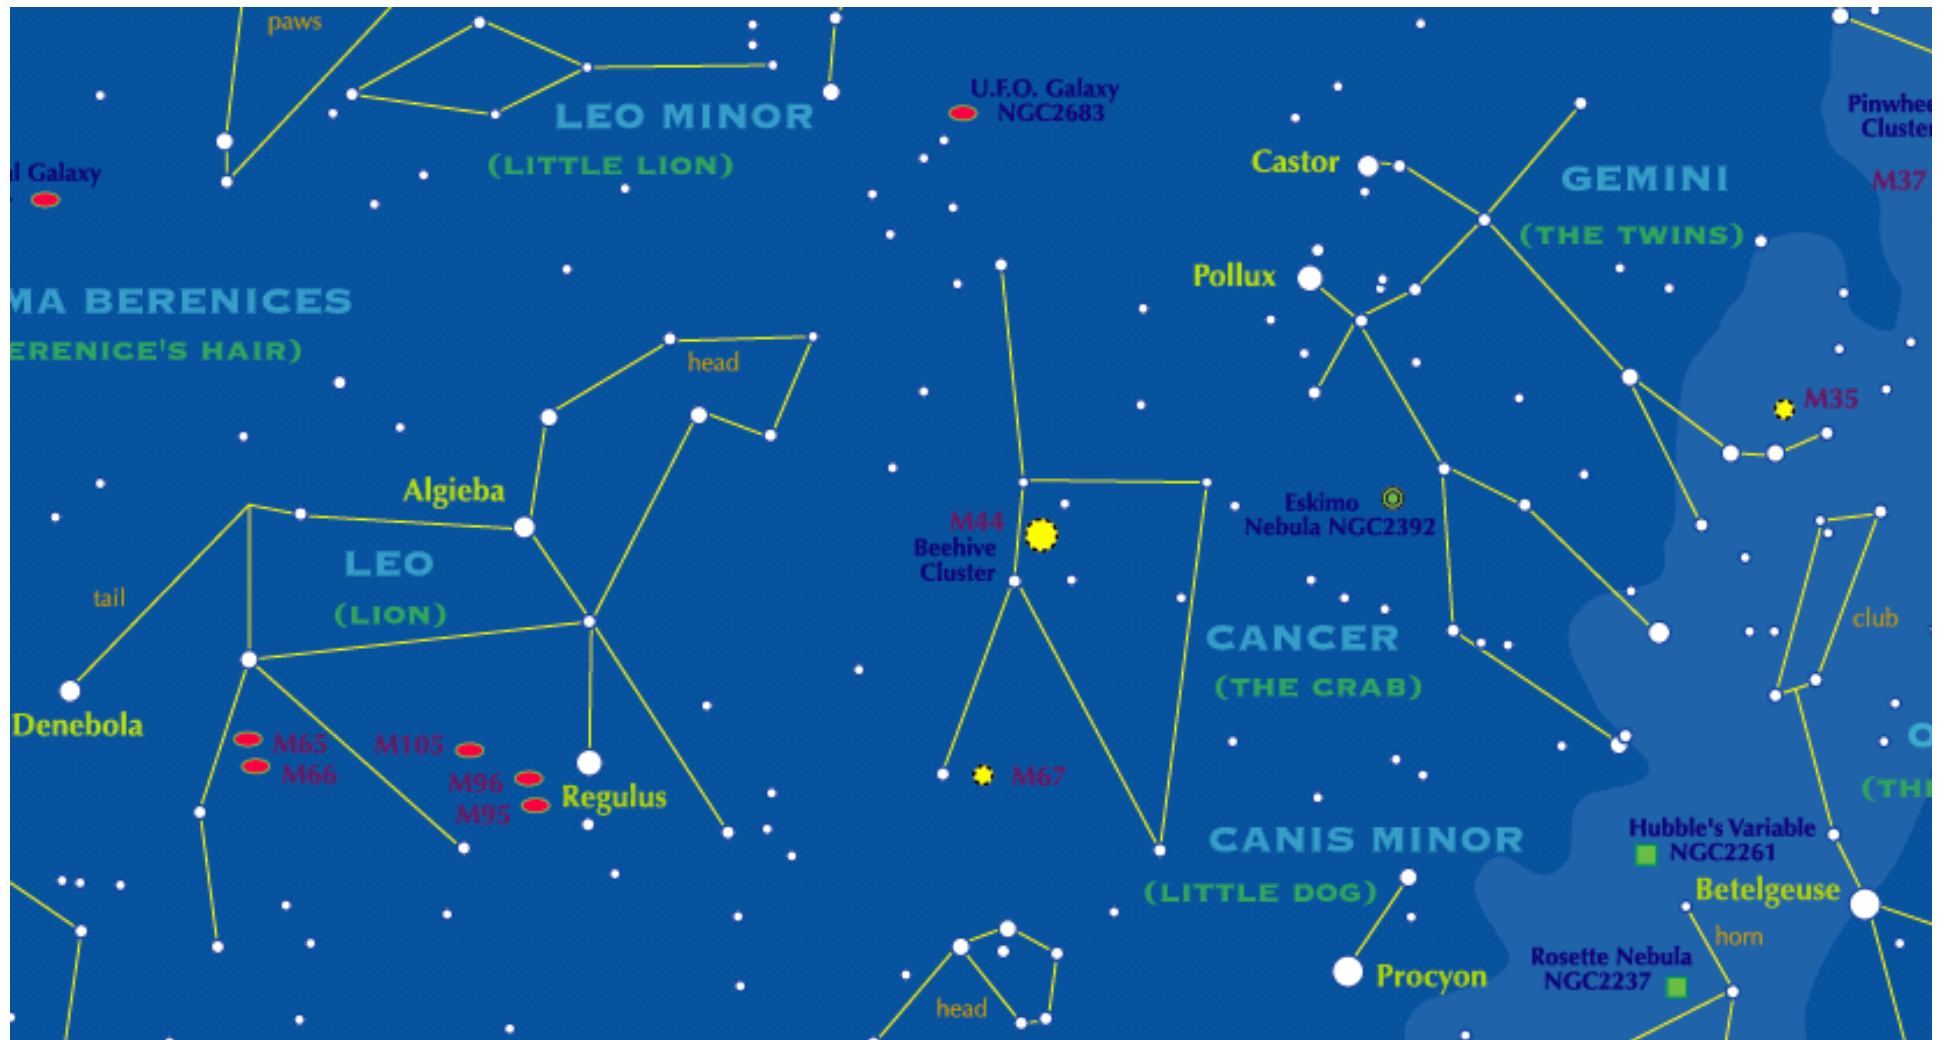 paws
LEO MINOR
(LITTLE LION)
U.F.O. Galaxy
NGC2683
Castor
GEMINI
(THE TWINS)
Pinwhee
Cluster
M37
l Galaxy
Pollux
MA BERENICES
ERENICE'S HAIR)
head
M35
Algieba
Eskimo
Nebula NGC2392
M44
Beehive
Cluster
LEO
(LION)
tail
club
CANCER
(THE CRAB)
Denebola
M65
M66
M105
M96
M95
Regulus
M67
O
(TH
CANIS MINOR
(LITTLE DOG)
Hubble's Variable
NGC2261
Betelgeuse
horn
Rosette Nebula
NGC2237
Procyon
head